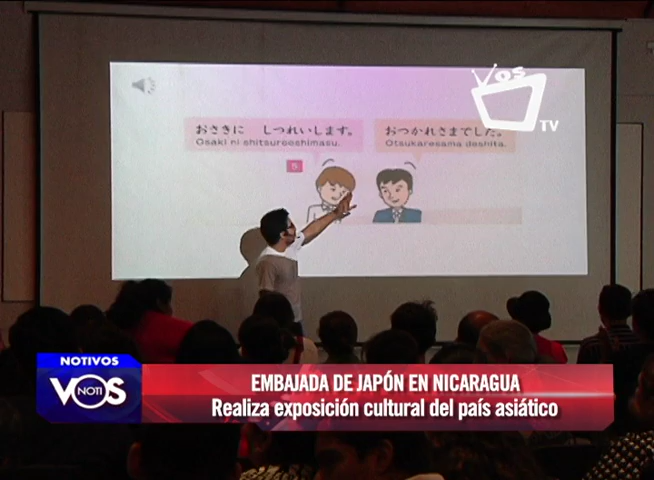 VOS
TV
おさきに　しつれいします。
Osaki ni shitsureeshimasu.
おつかれさまでした。
Otsukaresama deshita.
NOTIVOS
VOS
NOTI
EMBAJADA DE JAPÓN EN NICARAGUA
Realiza exposición cultural del país asiático